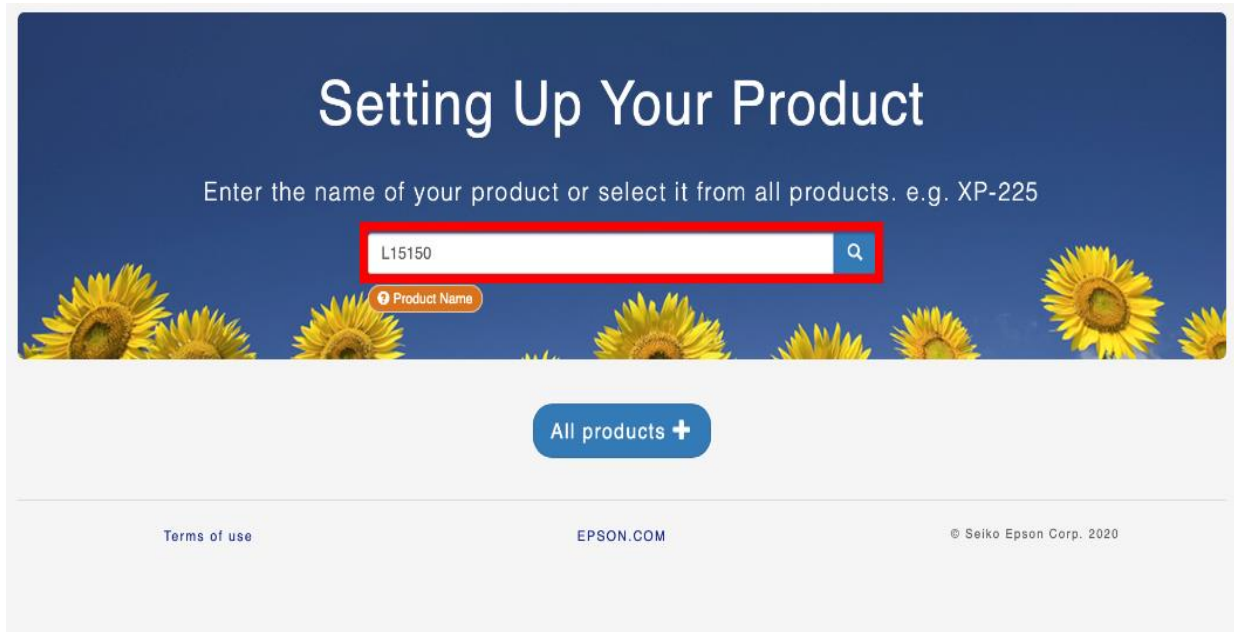 Setting Up Your Product
Enter the name of your product or select it from all products. e.g. XP-225
L15150
Product Name
All products
Terms of use
EPSON.COM
© Seiko Epson Corp. 2020